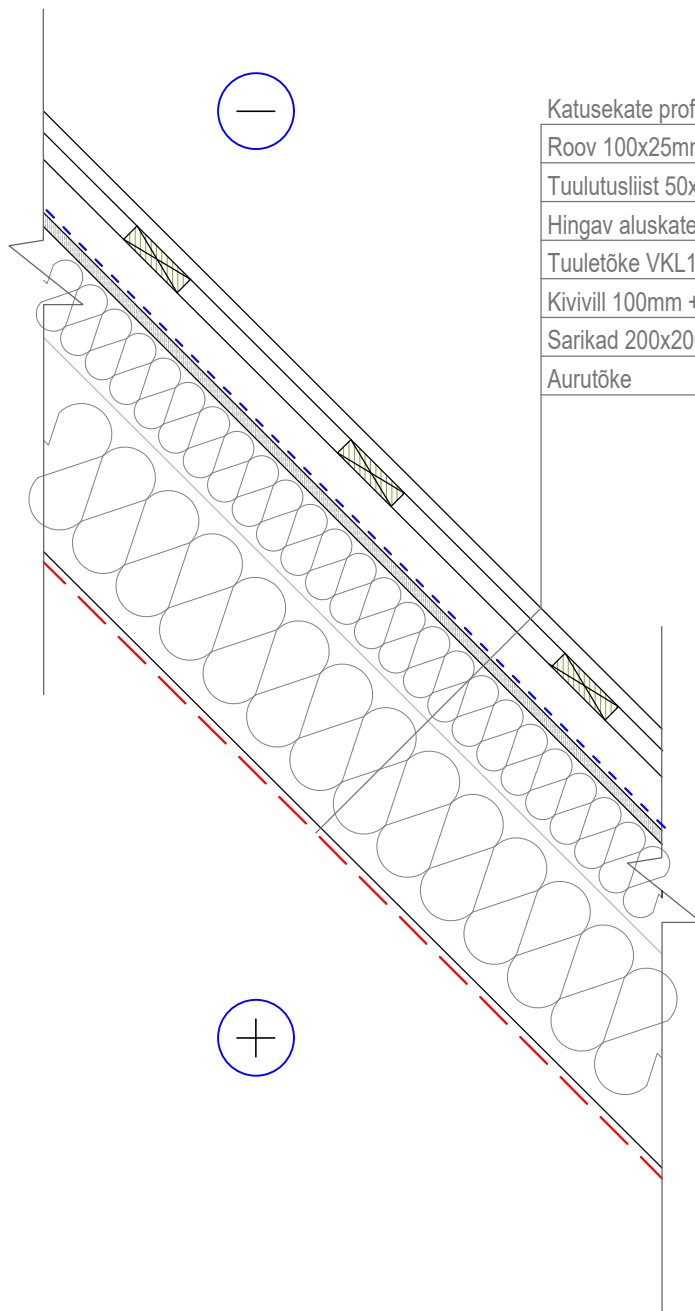 Katusekate prof
Roov 100x25mm
Tuulutusliist 50x
Hingav aluskate
Tuuletõke VKL1
Kivivill 100mm +
Sarikad 200x20
Aurutõke